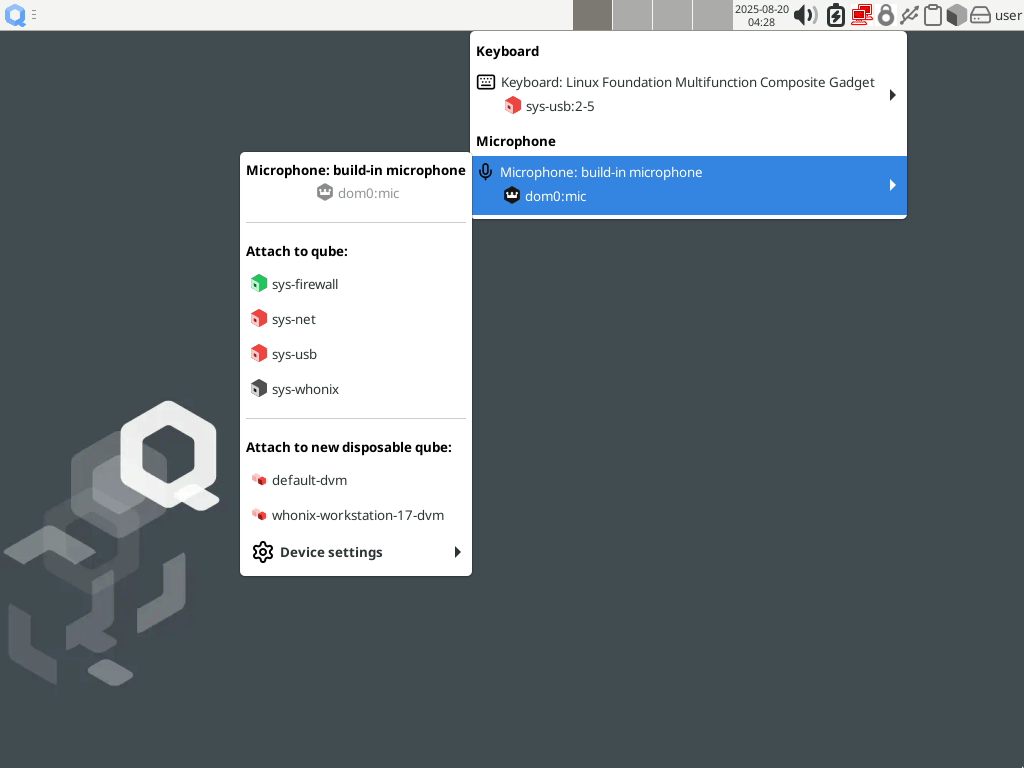 2025-08-20
04:28
user
Keyboard
Keyboard: Linux Foundation Multifunction Composite Gadget
sys-usb:2-5
Microphone
Microphone: build-in microphone
dom0:mic
Microphone: build-in microphone
dom0:mic
Attach to qube:
sys-firewall
sys-net
sys-usb
sys-whonix
Attach to new disposable qube:
default-dvm
whonix-workstation-17-dvm
Device settings